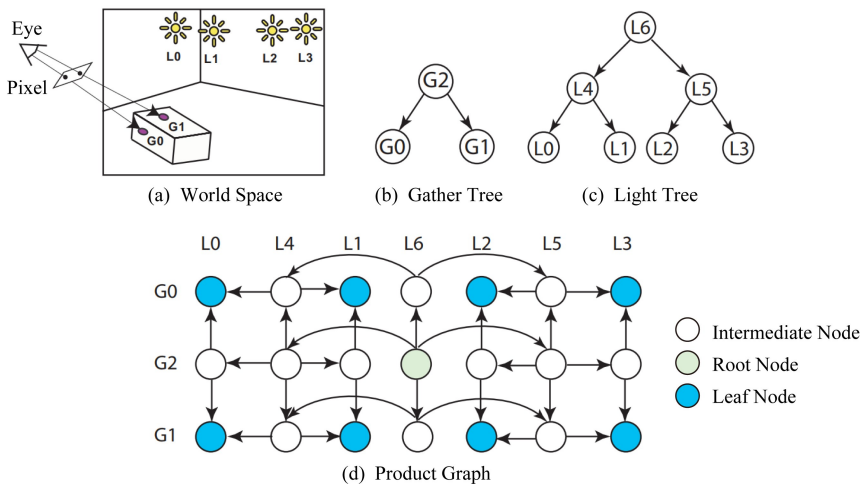 Eye
Pixel
L0 L1 L2 L3
G1
G0
(a) World Space
G2
G0 G1
(b) Gather Tree
L6
L4 L5
L0 L1 L2 L3
(c) Light Tree
L0 L4 L1 L6 L2 L5 L3
G0
G2
G1
Intermediate Node
Root Node
Leaf Node
(d) Product Graph